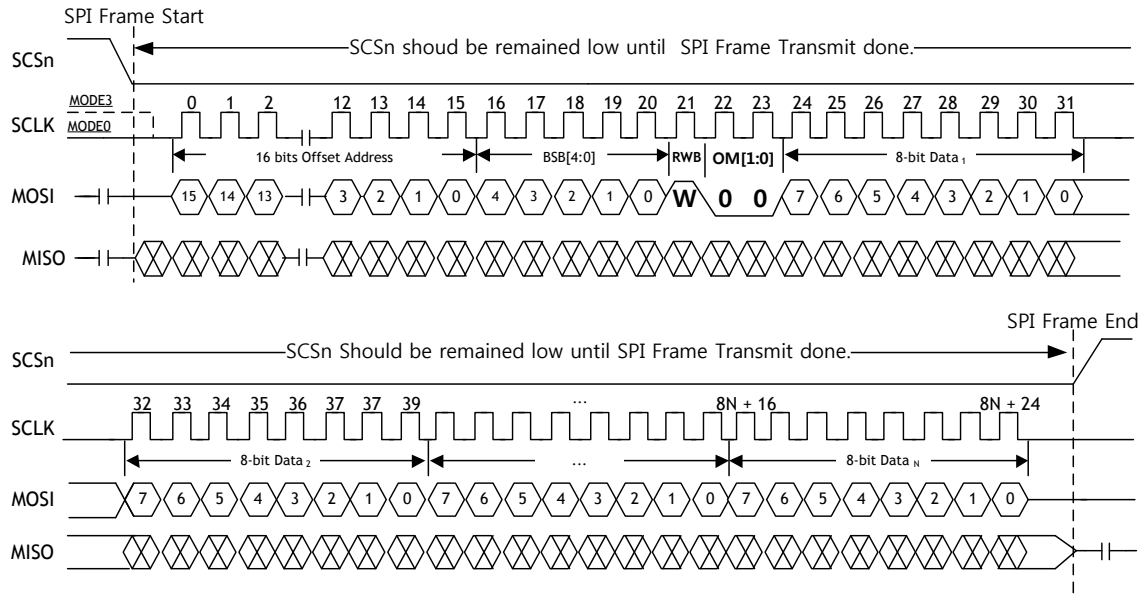 SPI Frame Start
SCSn
SCSn shoud be remained low until SPI Frame Transmit done.
MODE3
SCLK
MODE0
0 1 2 12 13 14 15 16 17 18 19 20 21 22 23 24 25 26 27 28 29 30 31
16 bits Offset Address
BSB[4:0]
RWB
OM[1:0]
8-bit Data 1
MOSI
15 14 13 3 2 1 0 4 3 2 1 0 W 0 0 7 6 5 4 3 2 1 0
MISO
SPI Frame End
SCSn
SCSn Should be remained low until SPI Frame Transmit done.
32 33 34 35 36 37 37 39 ... 8N + 16 8N + 24
SCLK
8-bit Data 2
...
8-bit Data N
MOSI
7 6 5 4 3 2 1 0 7 6 5 4 3 2 1 0 7 6 5 4 3 2 1 0
MISO